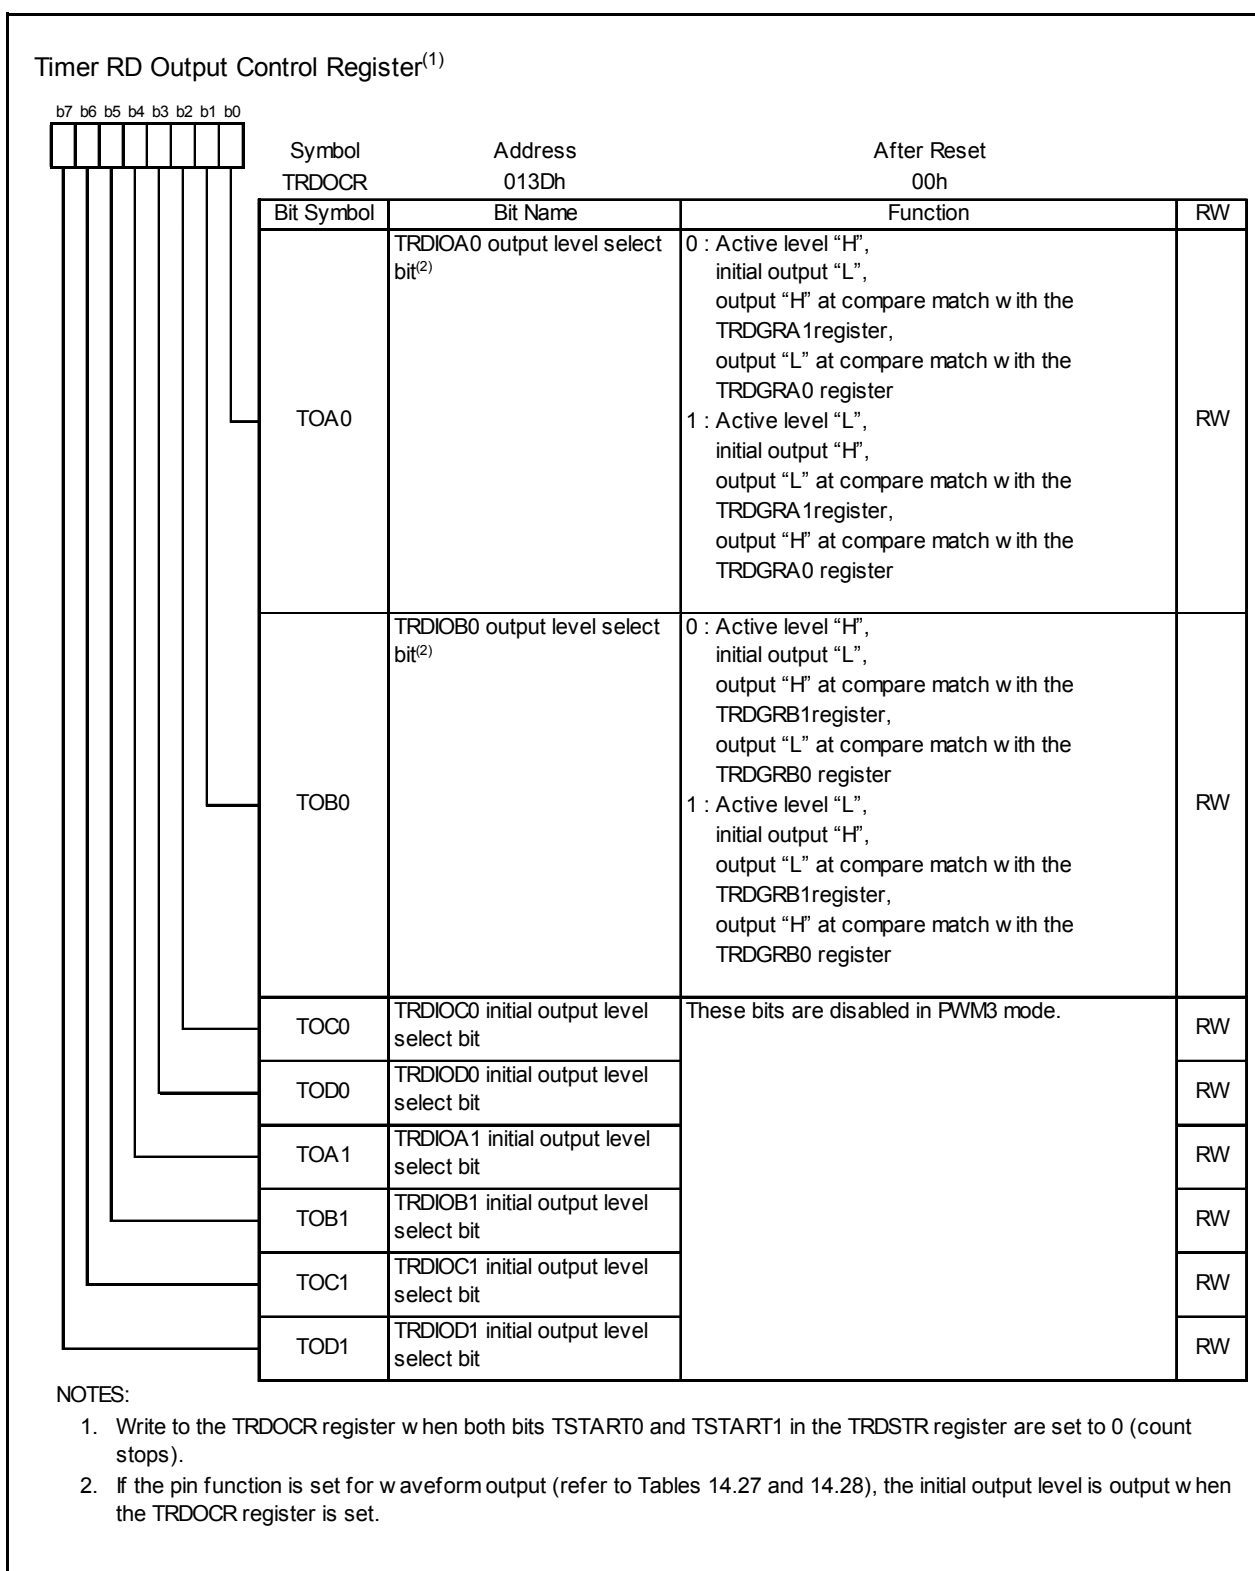 Timer RD Output Control Register(1)
b7 b6 b5 b4 b3 b2 b1 b0
Symbol Address After Reset
TRDOCR 013Dh 00h
Bit Symbol Bit Name Function RW
TOA0 TRDIOA0 output level select RW
bit(2)
0 : Active level “H”,
initial output “L”,
output “H” at compare match with the
TRDGRA1register,
output “L” at compare match with the
TRDGRA0 register
1 : Active level “L”,
initial output “H”,
output “L” at compare match with the
TRDGRA1register,
output “H” at compare match with the
TRDGRA0 register
TOB0 TRDIOB0 output level select RW
bit(2)
0 : Active level “H”,
initial output “L”,
output “H” at compare match with the
TRDGRB1register,
output “L” at compare match with the
TRDGRB0 register
1 : Active level “L”,
initial output “H”,
output “L” at compare match with the
TRDGRB1register,
output “H” at compare match with the
TRDGRB0 register
TOC0 TRDIOC0 initial output level These bits are disabled in PWM3 mode. RW
select bit
TOD0 TRDIOD0 initial output level RW
select bit
TOA1 TRDIOA1 initial output level RW
select bit
TOB1 TRDIOB1 initial output level RW
select bit
TOC1 TRDIOC1 initial output level RW
select bit
TOD1 TRDIOD1 initial output level RW
select bit
NOTES:
1. Write to the TRDOCR register when both bits TSTART0 and TSTART1 in the TRDSTR register are set to 0 (count
stops).
2. If the pin function is set for waveform output (refer to Tables 14.27 and 14.28), the initial output level is output when
the TRDOCR register is set.